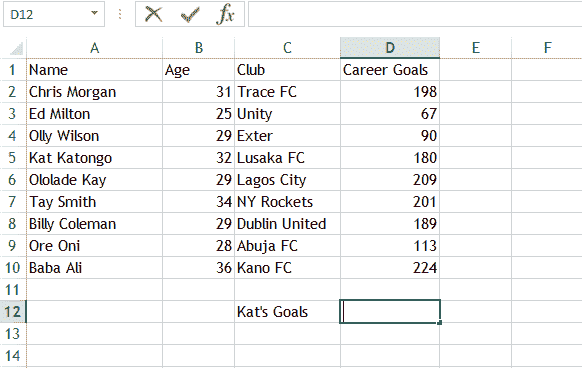 D12 fx
A B C D E F
1 Name Age Club Career Goals
2 Chris Morgan 31 Trace FC 198
3 Ed Milton 25 Unity 67
4 Olly Wilson 29 Exter 90
5 Kat Katongo 32 Lusaka FC 180
6 Ololade Kay 29 Lagos City 209
7 Tay Smith 34 NY Rockets 201
8 Billy Coleman 29 Dublin United 189
9 Ore Oni 28 Abuja FC 113
10 Baba Ali 36 Kano FC 224
11
12 Kat's Goals
13
14